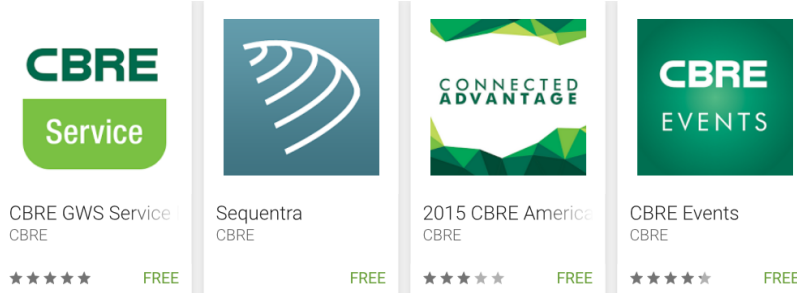 CBRE
Service
CBRE GWS Service
CBRE
FREE
Sequentra
CBRE
FREE
CONNECTED
ADVANTAGE
2015 CBRE America
CBRE
FREE
CBRE
EVENTS
CBRE Events
CBRE
FREE